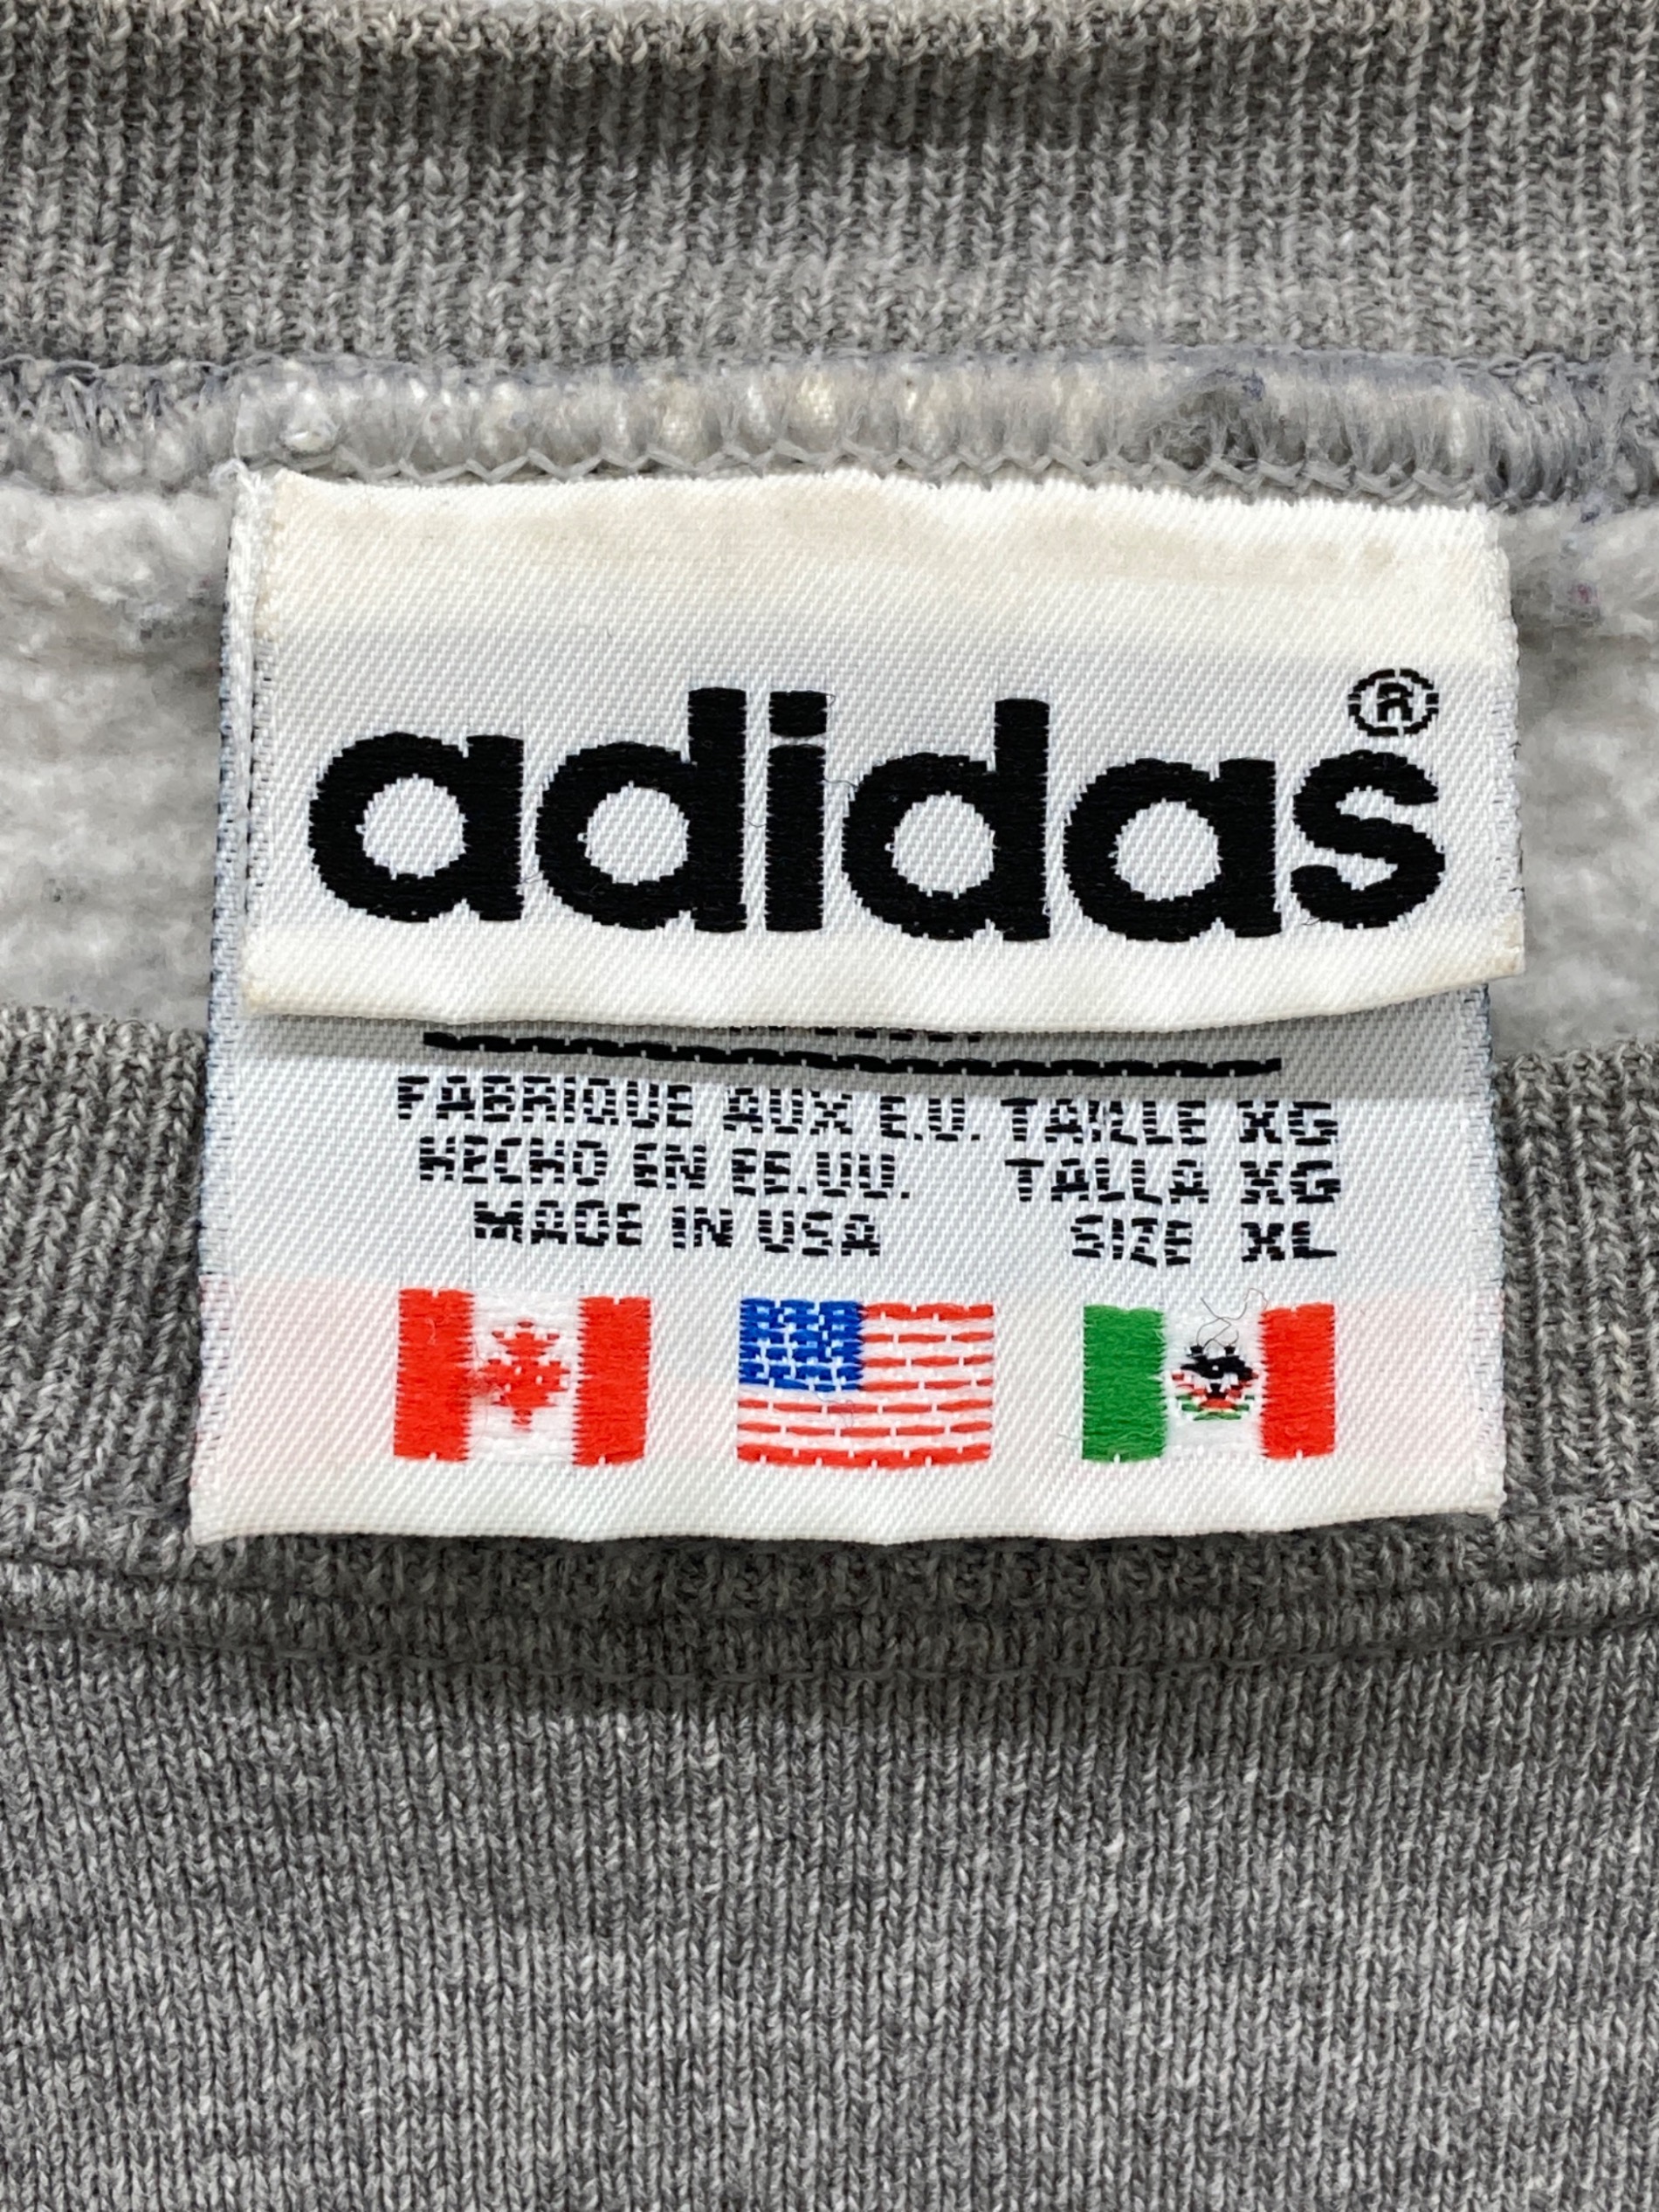 adidas®
FABRIQUE AUX E.U. TAILLE XG
HECHO EN EE.UU. TALLA XG
MADE IN USA SIZE XL